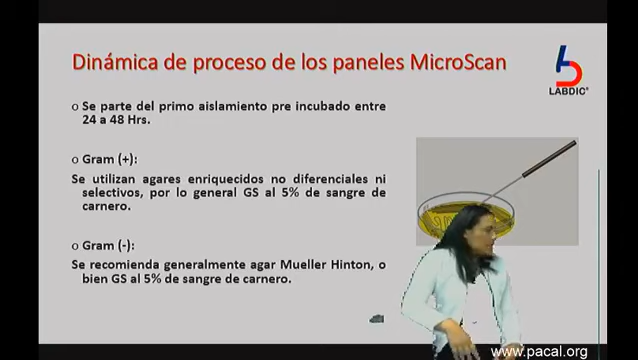 Dinámica de proceso de los paneles MicroScan
LABDIC®
o Se parte del primo aislamiento pre incubado entre
24 a 48 Hrs.
o Gram (+):
Se utilizan agares enriquecidos no diferenciales ni
selectivos, por lo general GS al 5% de sangre de
carnero.
o Gram (-):
Se recomienda generalmente agar Mueller Hinton, o
bien GS al 5% de sangre de carnero.
www.pacal.org